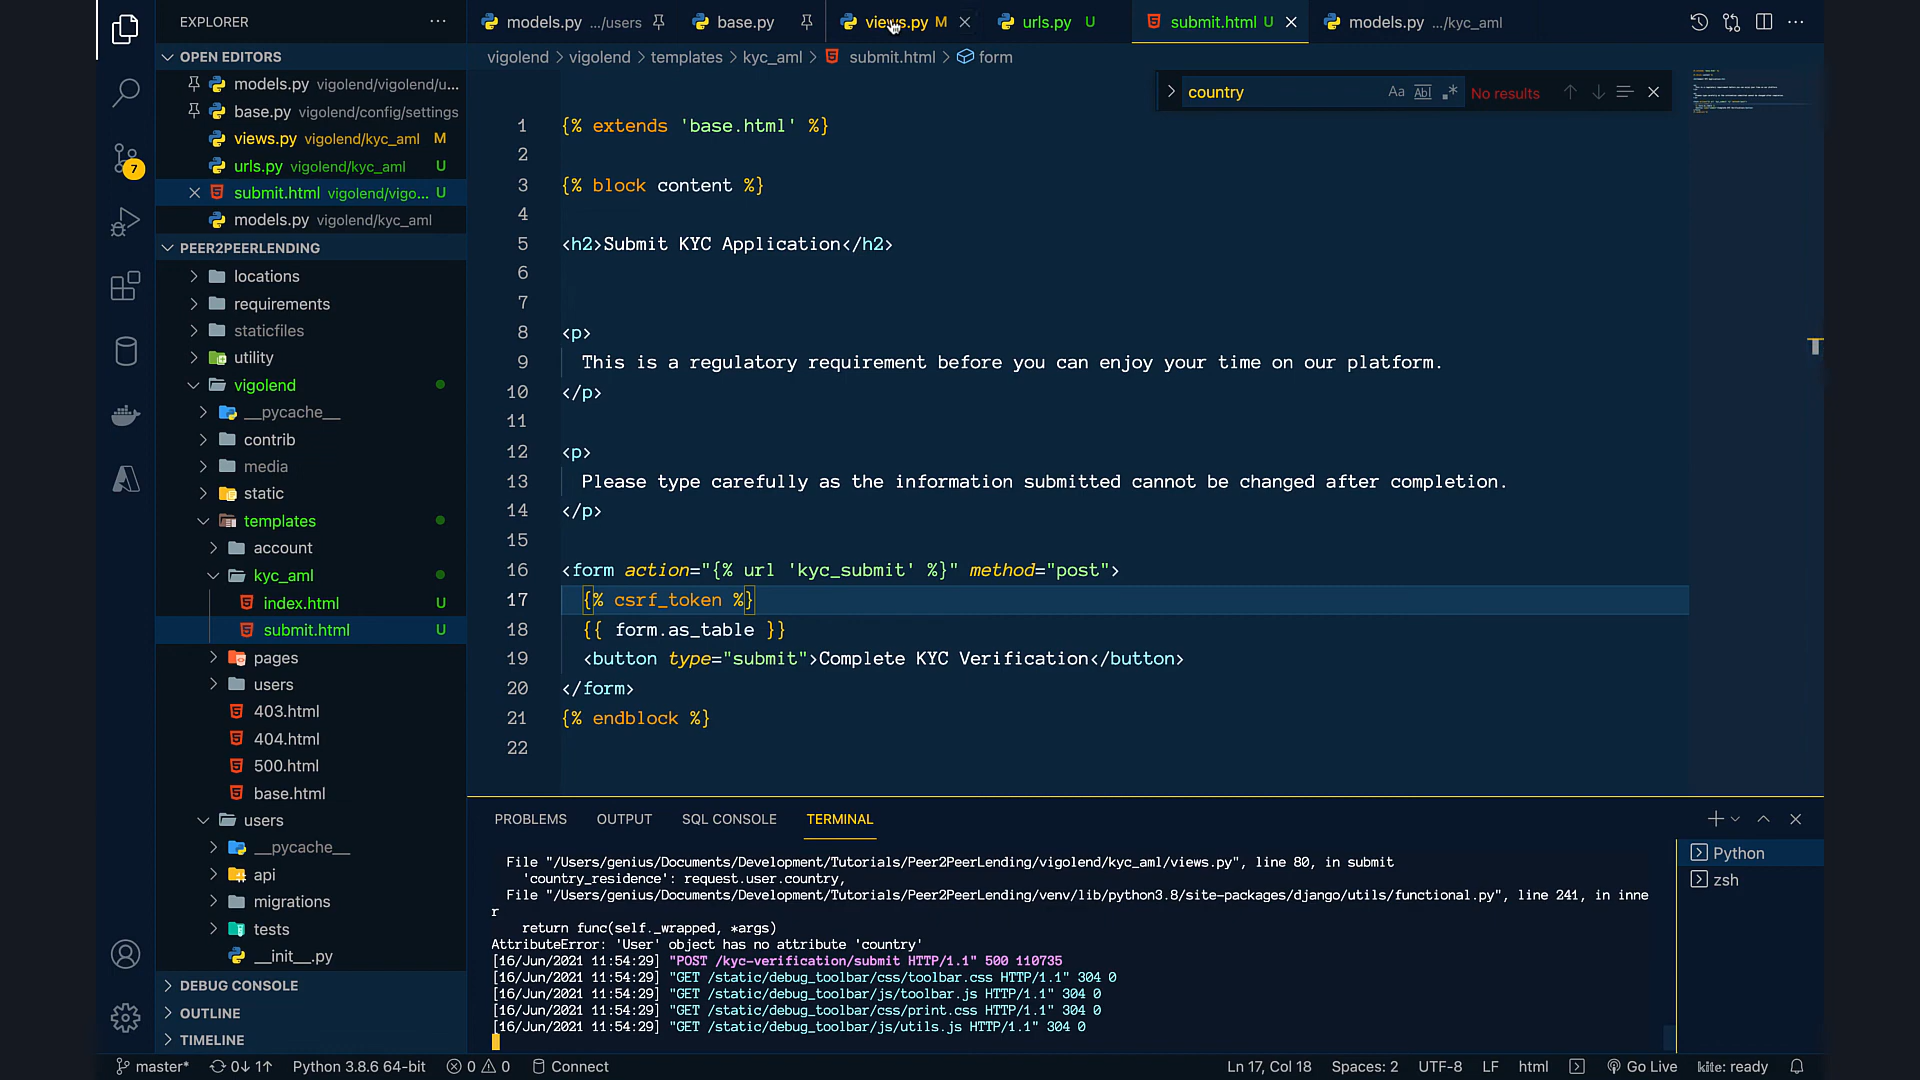 EXPLORER
OPEN EDITORS
models.py vigolend/vigolend/u...
base.py vigolend/config/settings
views.py vigolend/kyc_aml M
urls.py vigolend/kyc_aml U
submit.html vigolend/vigo... U
models.py vigolend/kyc_aml
7
PEER2PEERLENDING
locations
requirements
staticfiles
utility
vigolend
__pycache__
contrib
media
static
templates
account
kyc_aml
index.html U
submit.html U
pages
users
403.html
404.html
500.html
base.html
users
__pycache__
api
migrations
tests
__init__.py
DEBUG CONSOLE
OUTLINE
TIMELINE
models.py .../users
base.py
views.py M
urls.py U
submit.html U
models.py .../kyc_aml
vigolend > vigolend > templates > kyc_aml > submit.html > form
country Aa Abl .* No results
1 {% extends 'base.html' %}
2
3 {% block content %}
4
5 <h2>Submit KYC Application</h2>
6
7
8 <p>
9 This is a regulatory requirement before you can enjoy your time on our platform.
10 </p>
11
12 <p>
13 Please type carefully as the information submitted cannot be changed after completion.
14 </p>
15
16 <form action="{% url 'kyc_submit' %}" method="post">
17 {% csrf_token %}
18 {{ form.as_table }}
19 <button type="submit">Complete KYC Verification</button>
20 </form>
21 {% endblock %}
22
PROBLEMS OUTPUT SQL CONSOLE TERMINAL
File "/Users/genius/Documents/Development/Tutorials/Peer2PeerLending/vigolend/kyc_aml/views.py", line 80, in submit
'country_residence': request.user.country,
File "/Users/genius/Documents/Development/Tutorials/Peer2PeerLending/venv/lib/python3.8/site-packages/django/utils/functional.py", line 241, in inne
r
return func(self._wrapped, *args)
AttributeError: 'User' object has no attribute 'country'
[16/Jun/2021 11:54:29] "POST /kyc-verification/submit HTTP/1.1" 500 110735
[16/Jun/2021 11:54:29] "GET /static/debug_toolbar/css/toolbar.css HTTP/1.1" 304 0
[16/Jun/2021 11:54:29] "GET /static/debug_toolbar/js/toolbar.js HTTP/1.1" 304 0
[16/Jun/2021 11:54:29] "GET /static/debug_toolbar/css/print.css HTTP/1.1" 304 0
[16/Jun/2021 11:54:29] "GET /static/debug_toolbar/js/utils.js HTTP/1.1" 304 0
Python
zsh
master* 0↓ 1↑ Python 3.8.6 64-bit 0 0 Connect Ln 17, Col 18 Spaces: 2 UTF-8 LF html Go Live kite: ready